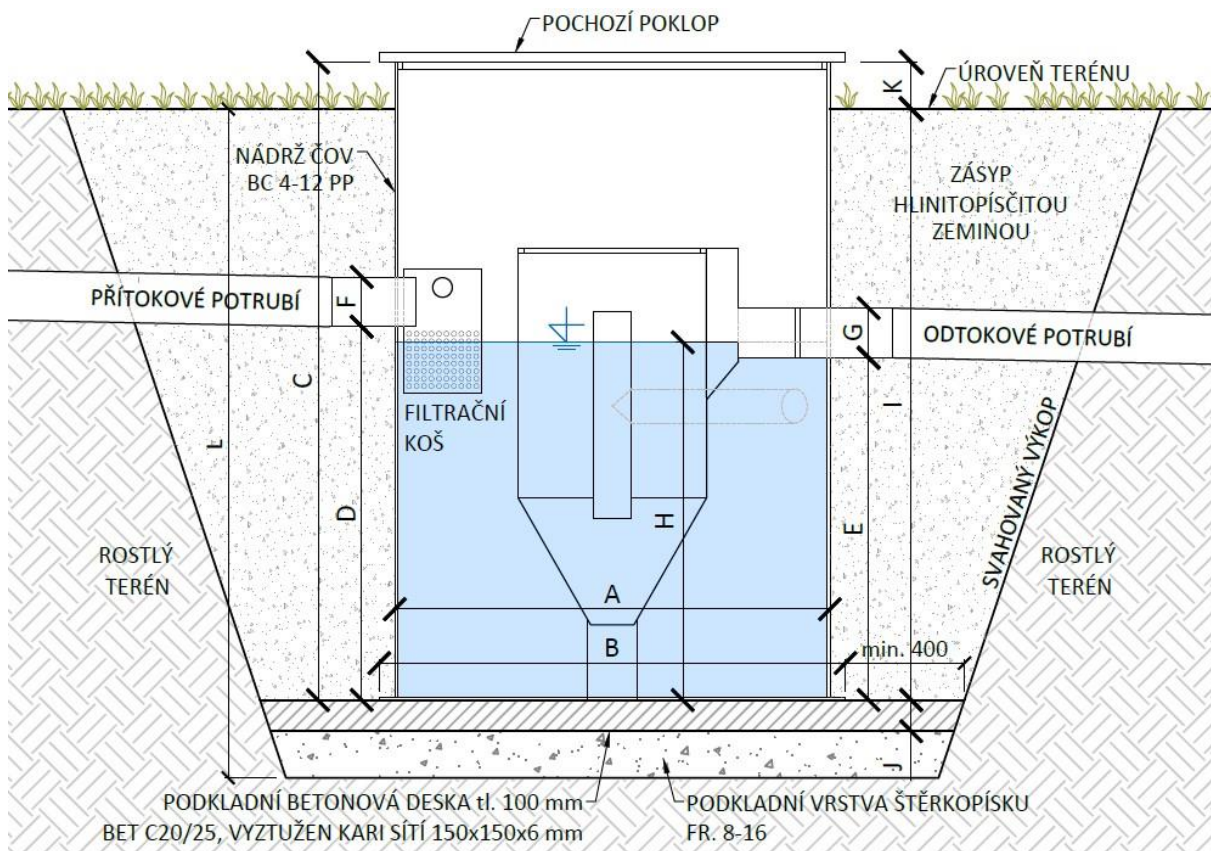 POCHOZÍ POKLOP
K
ÚROVEŇ TERÉNU
NÁDRŽ ČOV
BC 4-12 PP
ZÁSYP
HLINITOPÍSČITOU
ZEMINOU
PŘÍTOKOVÉ POTRUBÍ
F
G
ODTOKOVÉ POTRUBÍ
C
I
FILTRAČNÍ
KOŠ
L
D
H
E
SVAHOVANÝ VÝKOP
ROSTLÝ
TERÉN
ROSTLÝ
TERÉN
A
B
min. 400
J
PODKLADNÍ BETONOVÁ DESKA tl. 100 mm
BET C20/25, VYZTUŽEN KARI SÍTÍ 150x150x6 mm
PODKLADNÍ VRSTVA ŠTĚRKOPÍSKU
FR. 8-16